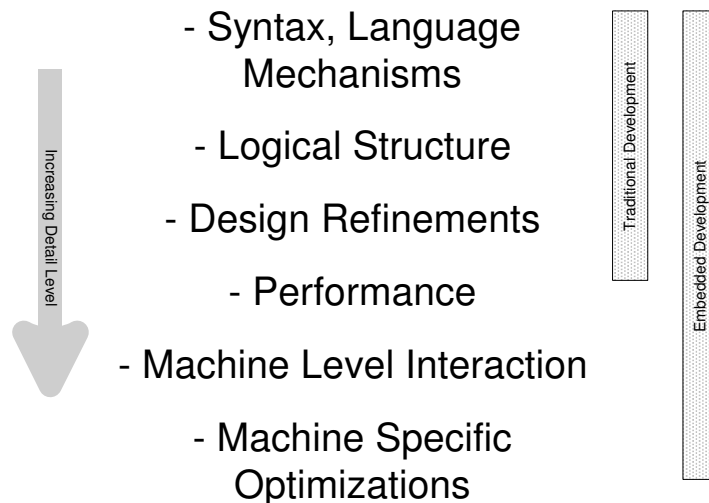 - Syntax, Language
Mechanisms
- Logical Structure
- Design Refinements
- Performance
- Machine Level Interaction
- Machine Specific
Optimizations
Increasing Detail Level
Traditional Development
Embedded Development